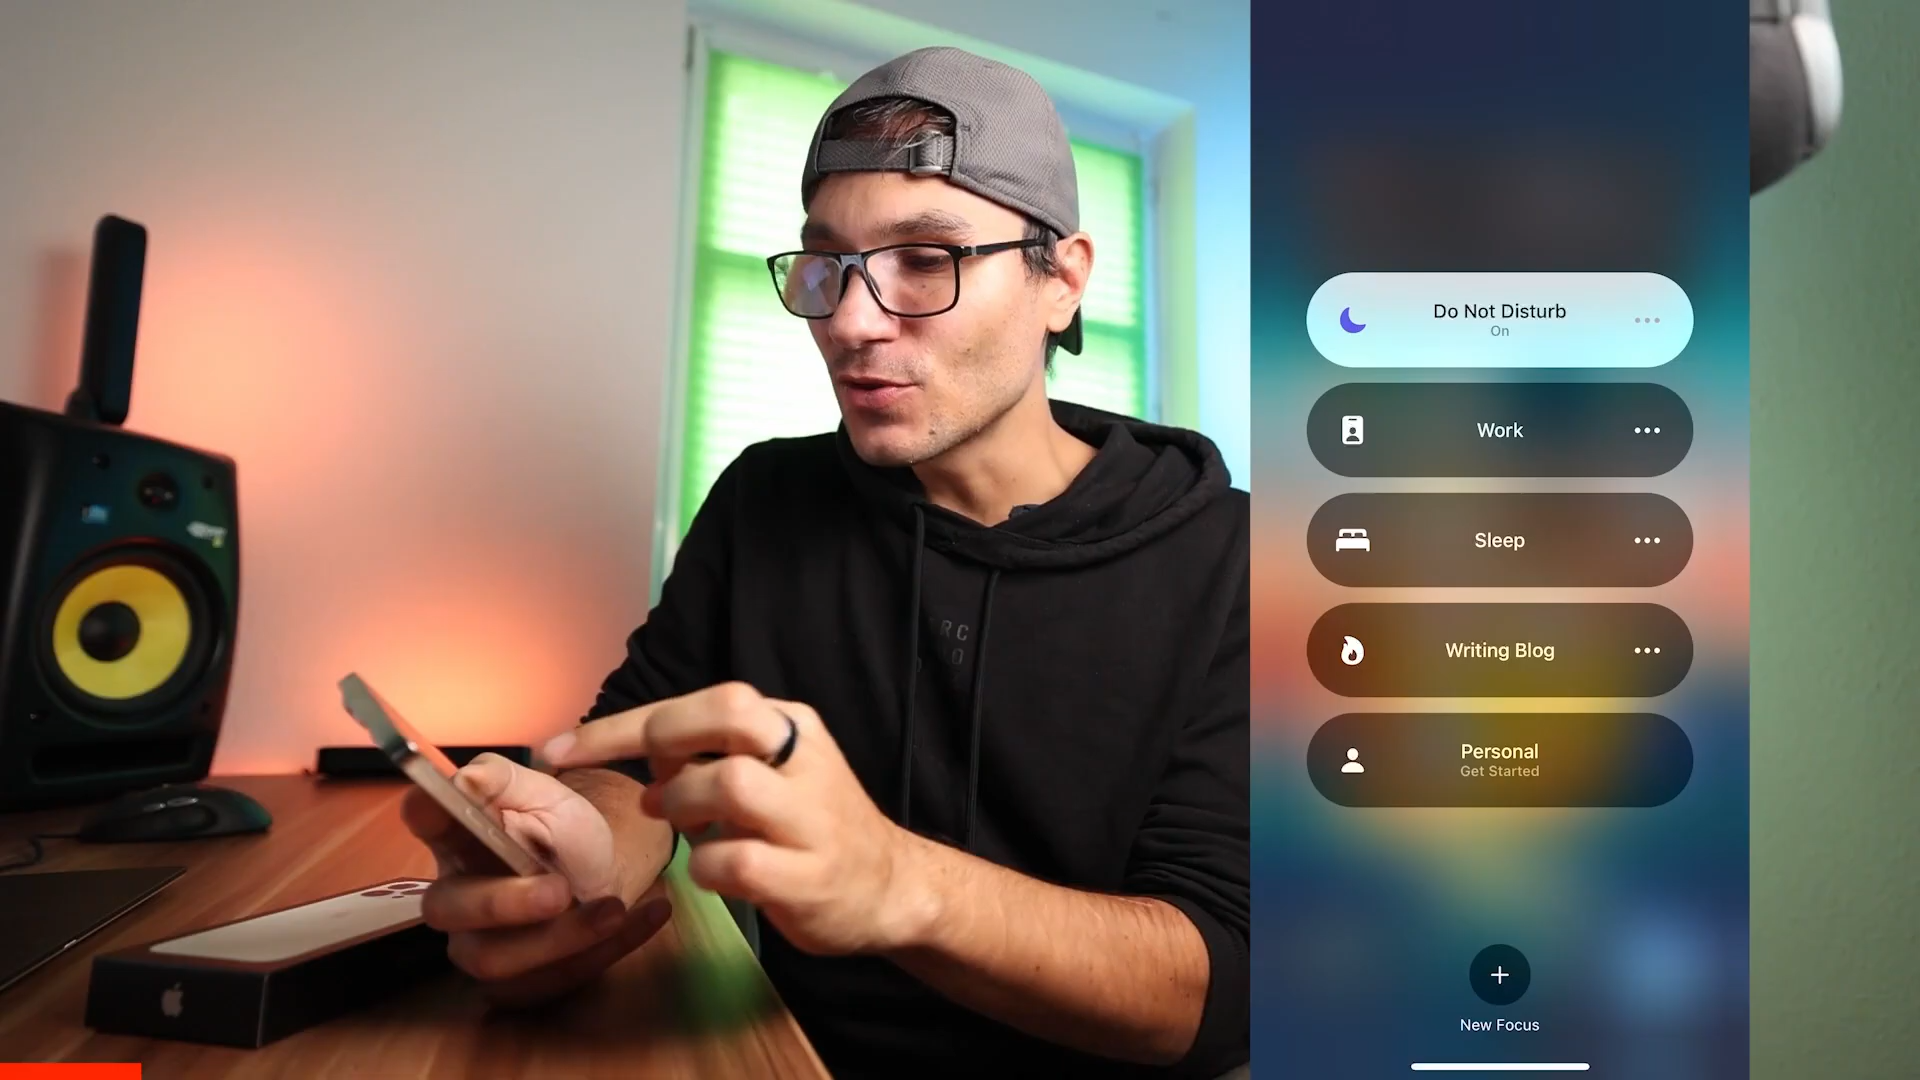 Do Not Disturb
On
Work
Sleep
Writing Blog
Personal
Get Started
New Focus